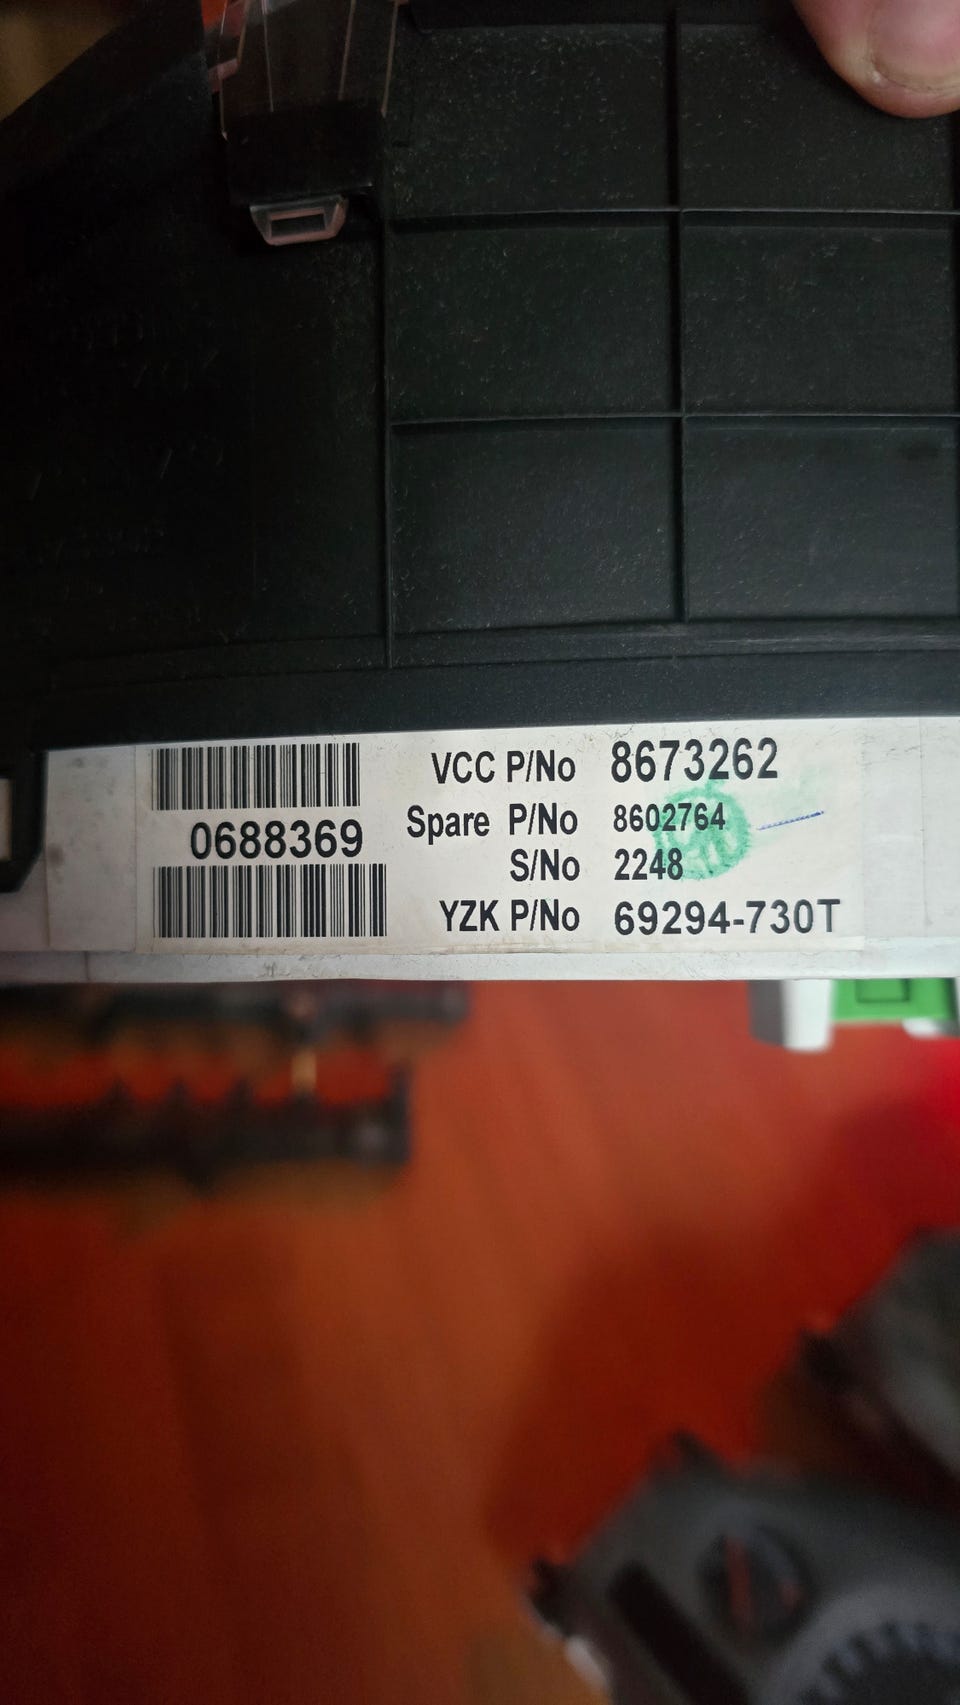 VCC P/No 8673262
0688369
Spare P/No 8602764
S/No 2248
YZK P/No 69294-730T